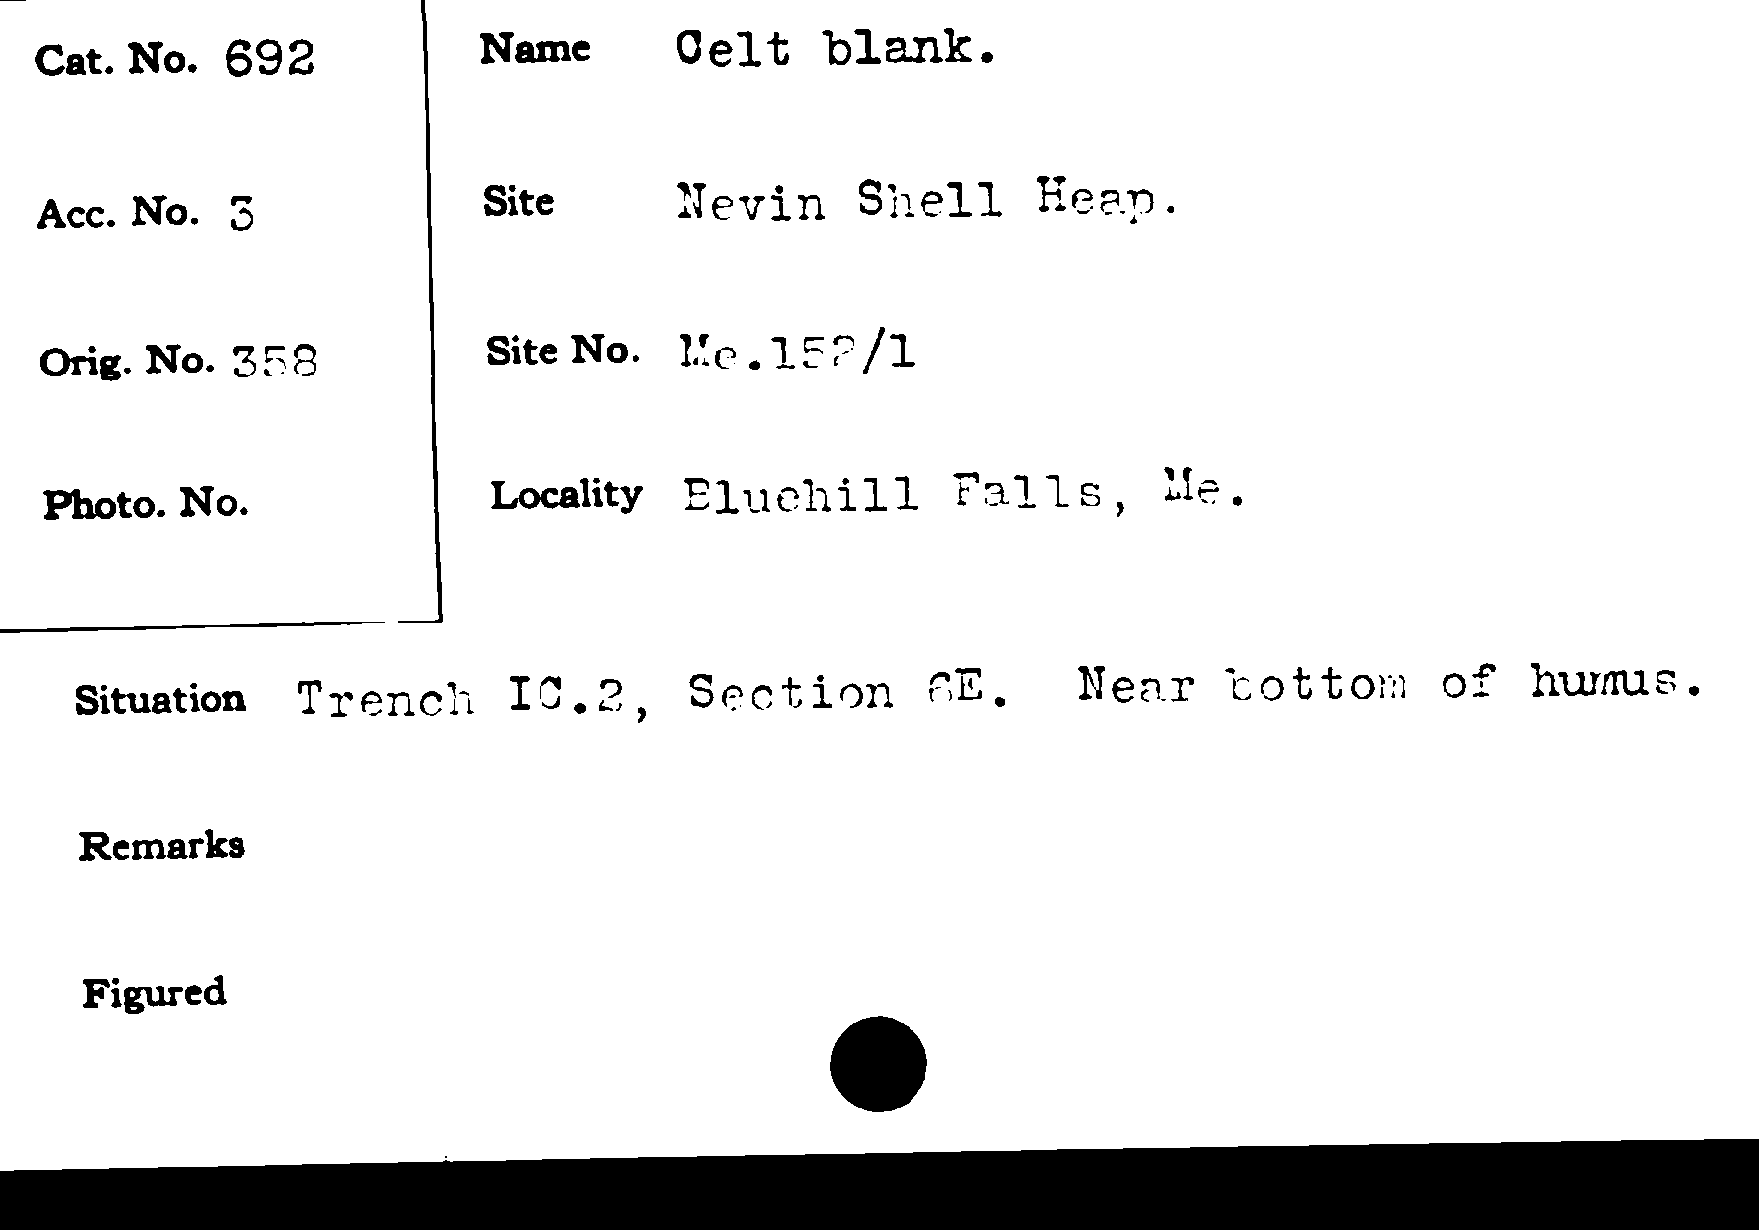 Cat. No. 692
Name Celt blank.
Acc. No. 3
Site Nevin Shell Heap.
Orig. No. 358
Site No. Me.152/1
Photo. No.
Locality Bluehill Falls, Me.
Situation Trench IC.2, Section 6E. Near bottom of humus.
Remarks
Figured